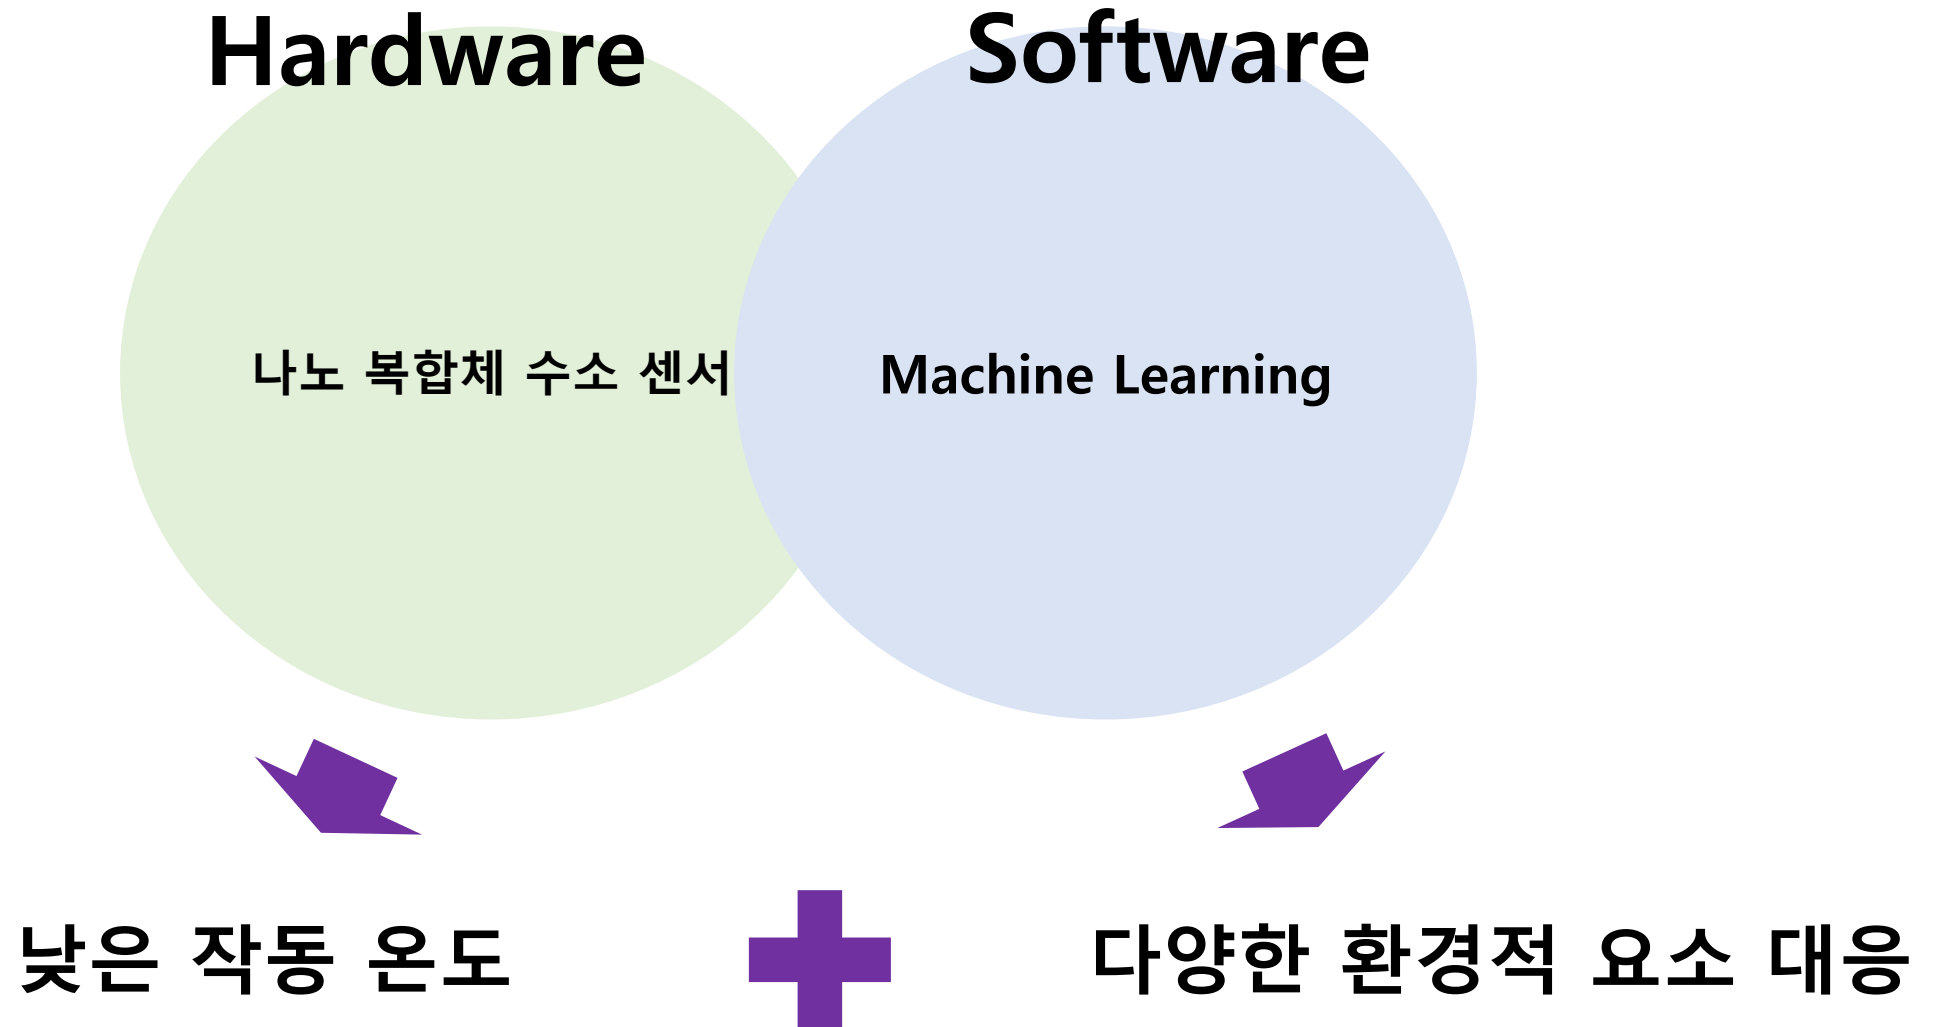 Hardware
Software
나노 복합체 수소 센서
Machine Learning
낮은 작동 온도
다양한 환경적 요소 대응